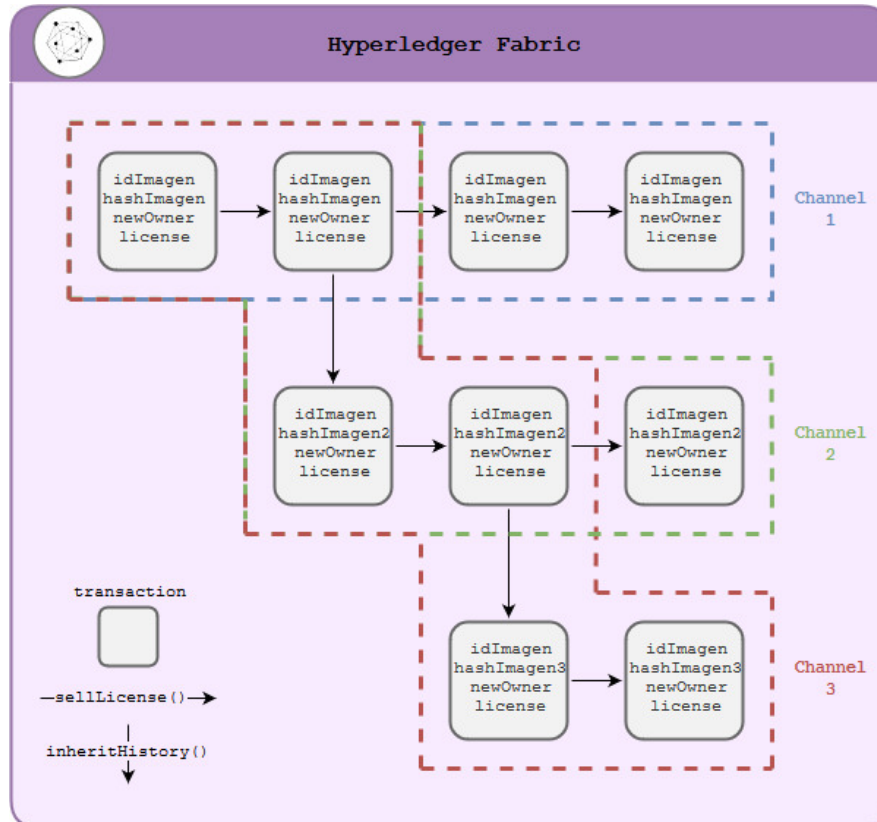 Hyperledger Fabric
idImagen
hashImagen
newOwner
license
idImagen
hashImagen
newOwner
license
idImagen
hashImagen
newOwner
license
idImagen
hashImagen
newOwner
license
Channel
1
idImagen
hashImagen2
newOwner
license
idImagen
hashImagen2
newOwner
license
idImagen
hashImagen2
newOwner
license
Channel
2
transaction
sellLicense()
inheritHistory()
idImagen
hashImagen3
newOwner
license
idImagen
hashImagen3
newOwner
license
Channel
3